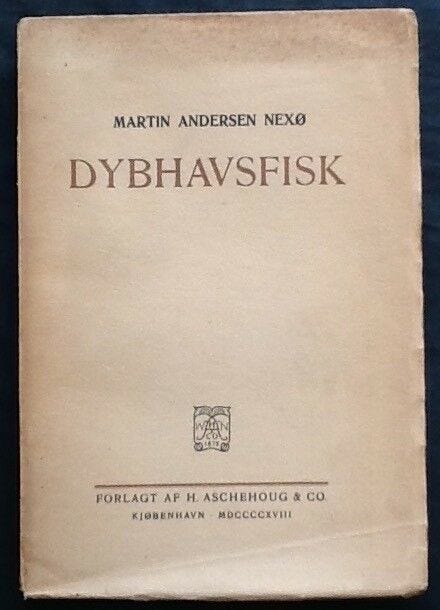 MARTIN ANDERSEN NEXØ
DYBHAVSFISK
FORLAGT AF H. ASCHEHOUG & CO.
KJØBENHAVN - MDCCCCXVIII